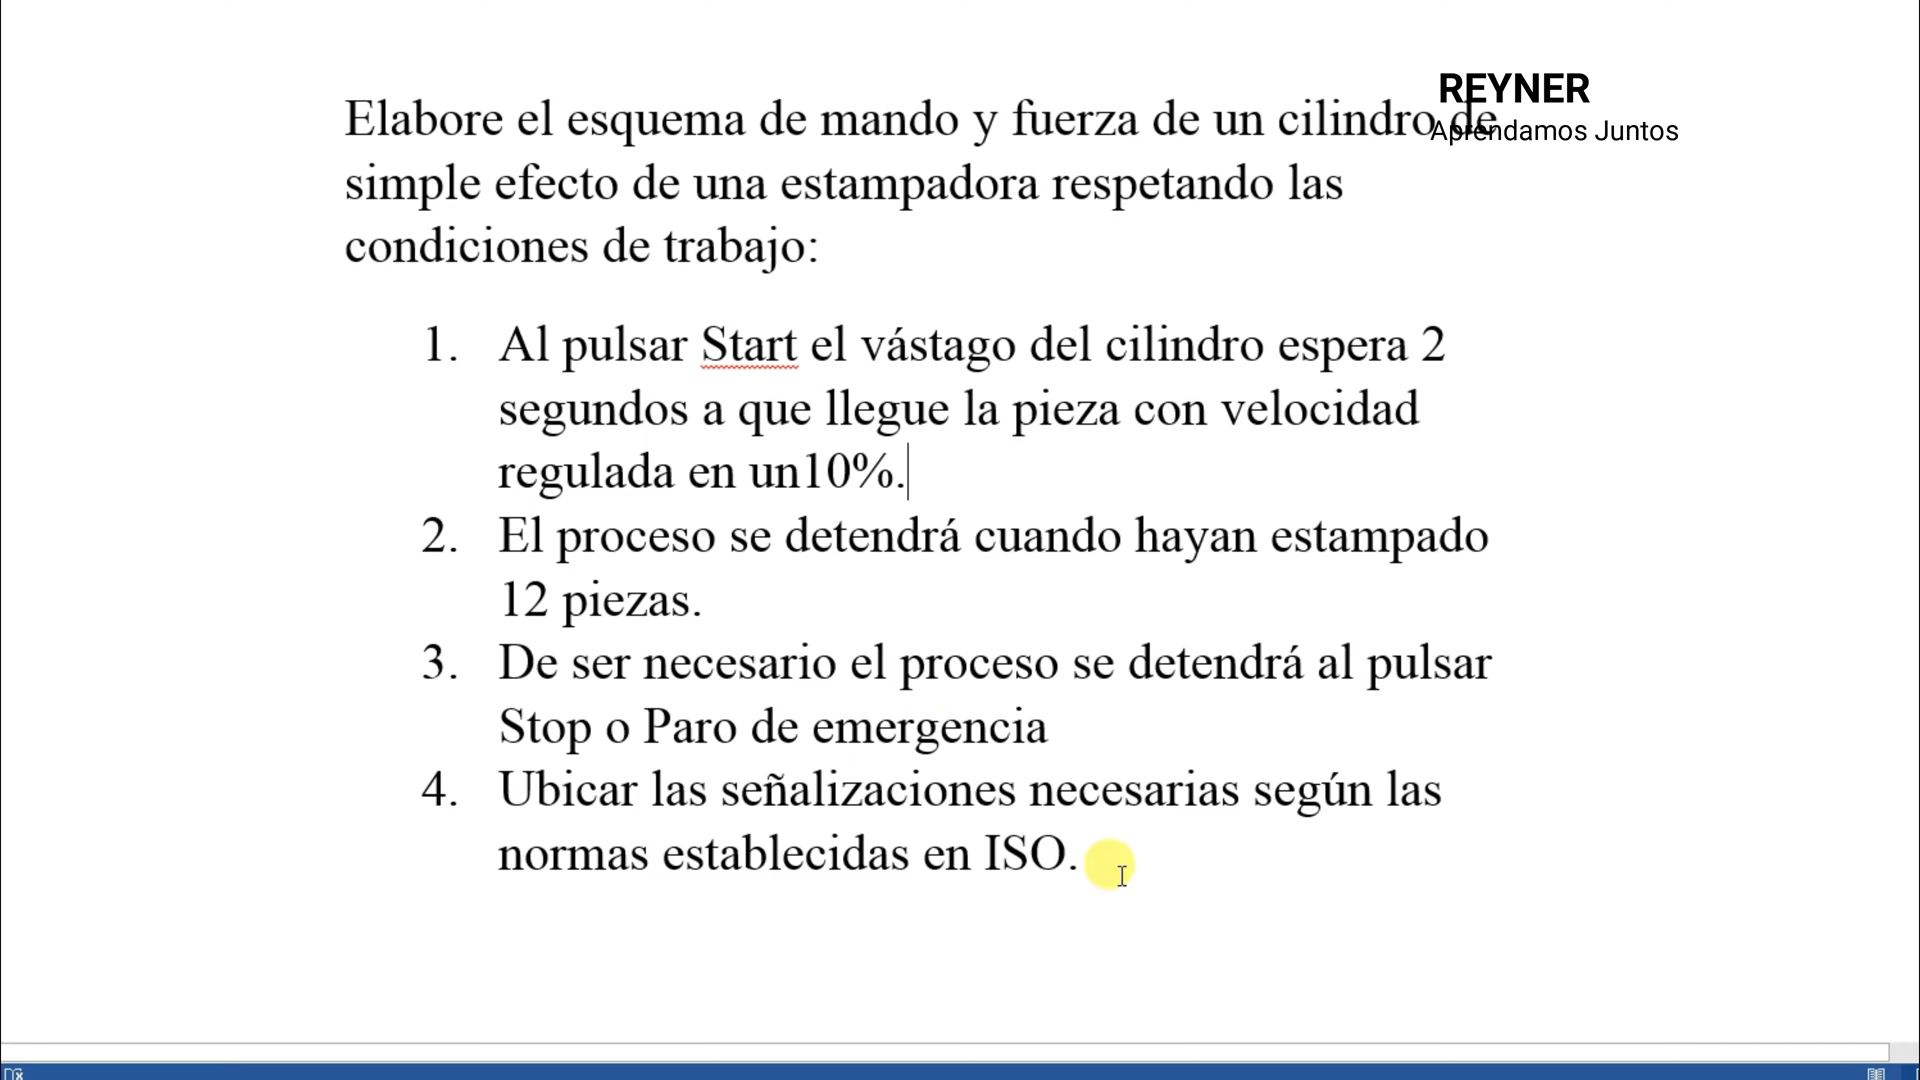 REYNER
Elabore el esquema de mando y fuerza de un cilindro de
Aprendamos Juntos
simple efecto de una estampadora respetando las
condiciones de trabajo:
1. Al pulsar Start el vástago del cilindro espera 2
segundos a que llegue la pieza con velocidad
regulada en un10%.
2. El proceso se detendrá cuando hayan estampado
12 piezas.
3. De ser necesario el proceso se detendrá al pulsar
Stop o Paro de emergencia
4. Ubicar las señalizaciones necesarias según las
normas establecidas en ISO.